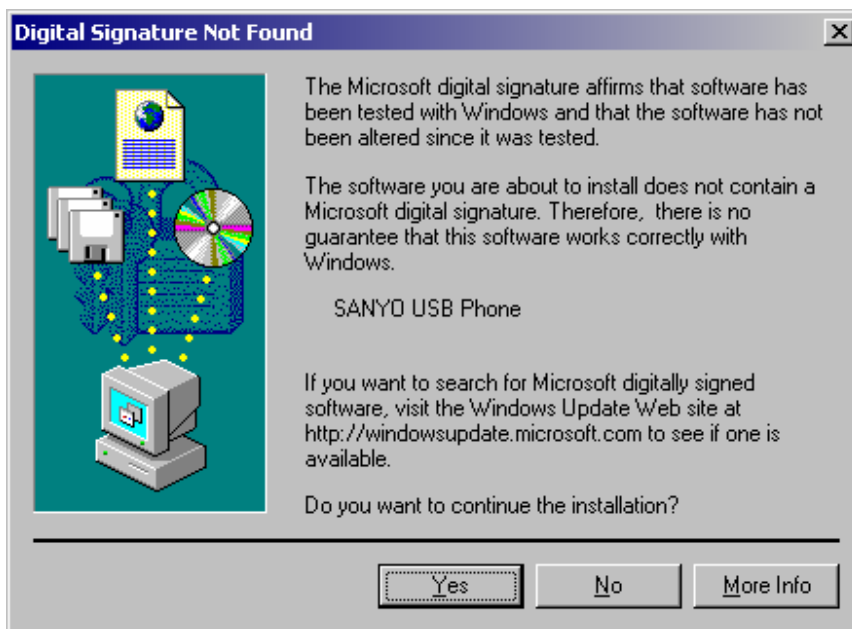 Digital Signature Not Found
The Microsoft digital signature affirms that software has
been tested with Windows and that the software has not
been altered since it was tested.
The software you are about to install does not contain a
Microsoft digital signature. Therefore,  there is no
guarantee that this software works correctly with
Windows.
SANYO USB Phone
If you want to search for Microsoft digitally signed
software, visit the Windows Update Web site at
http://windowsupdate.microsoft.com to see if one is
available.
Do you want to continue the installation?
Yes No More Info